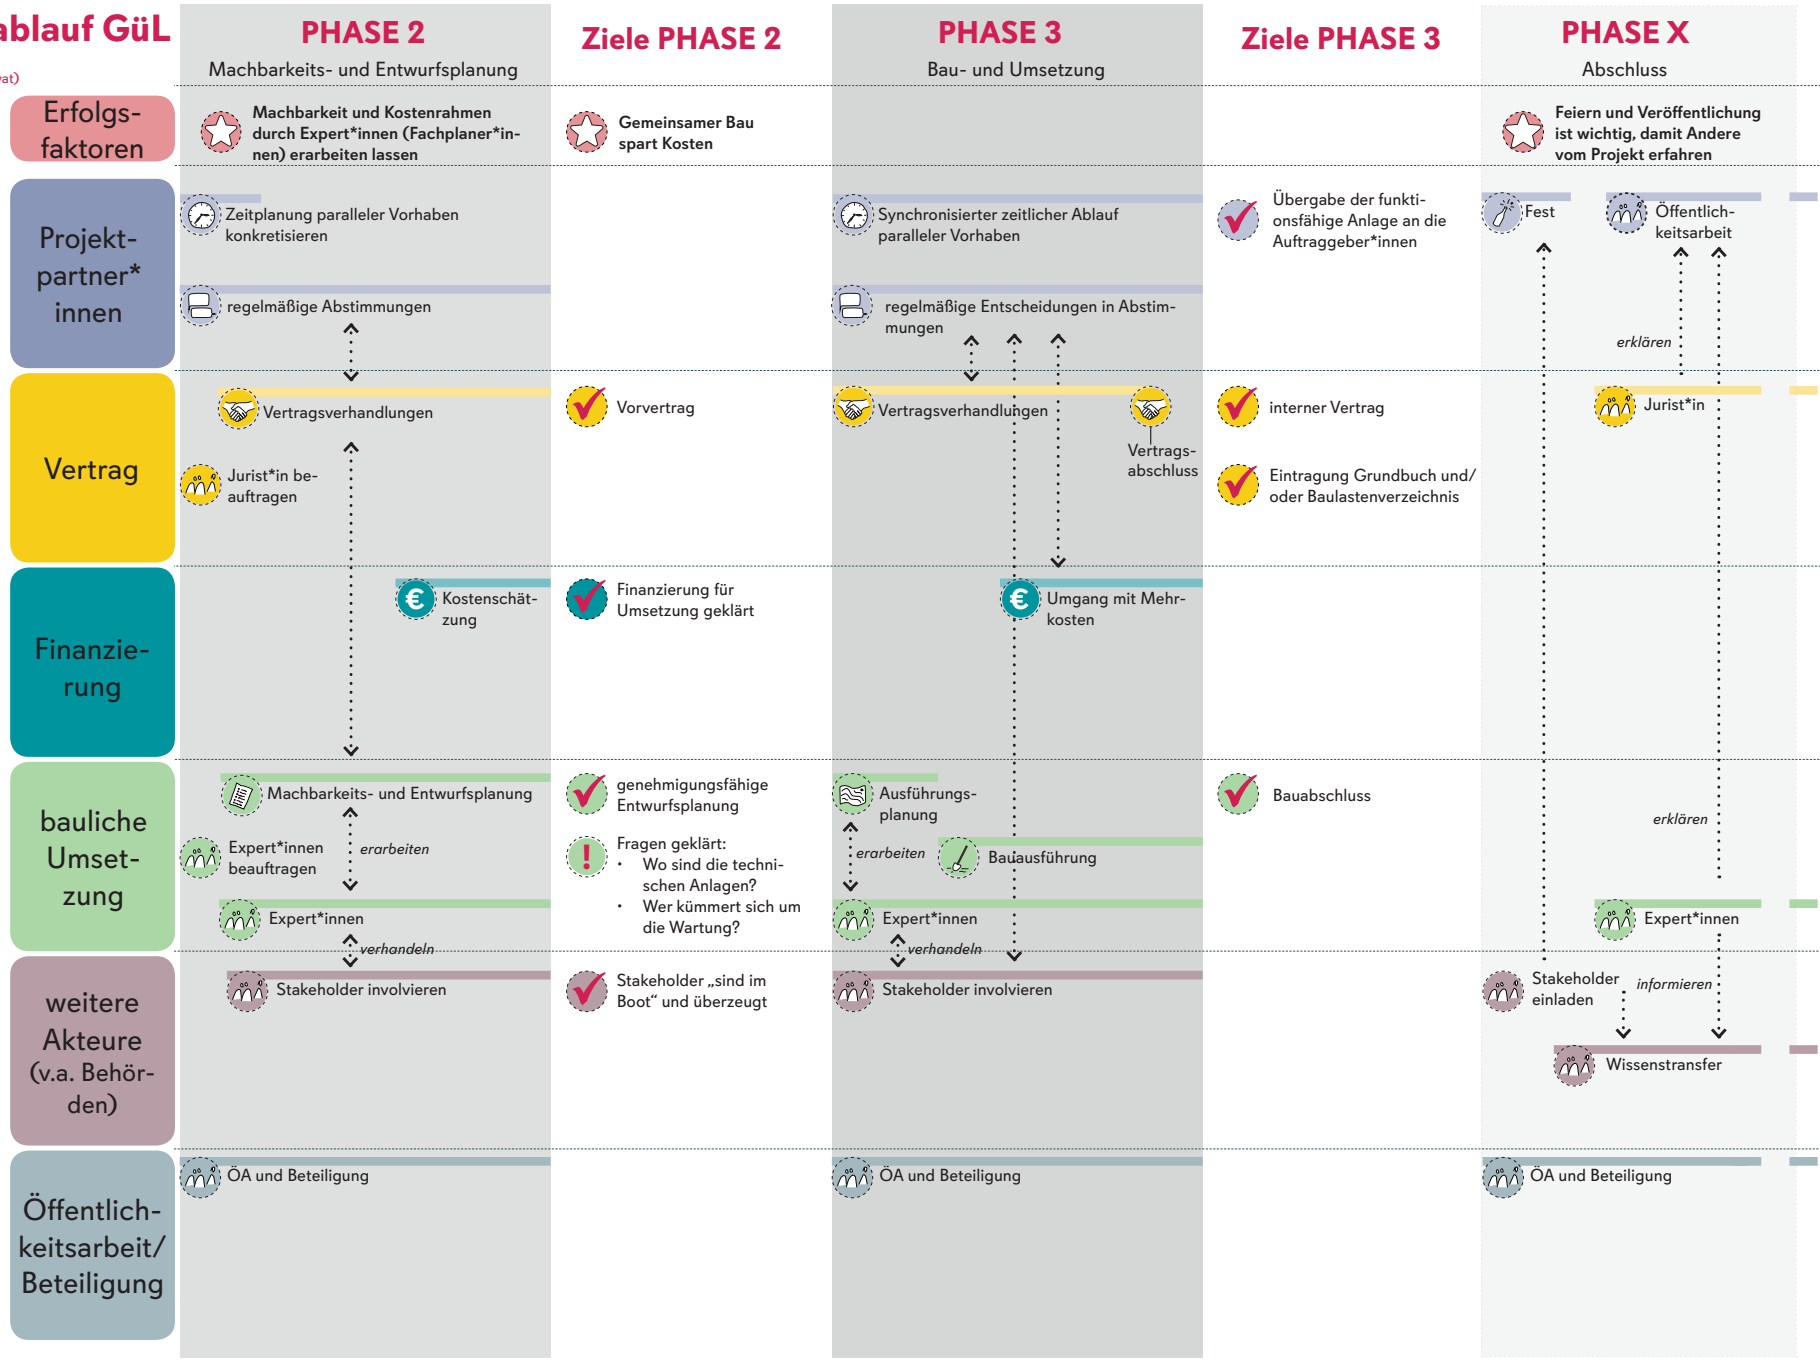 ablauf GüL
vat)
PHASE 2
Machbarkeits- und Entwurfsplanung
Ziele PHASE 2
PHASE 3
Bau- und Umsetzung
Ziele PHASE 3
PHASE X
Abschluss
Erfolgs-
faktoren
Machbarkeit und Kostenrahmen
durch Expert*innen (Fachplaner*in-
nen) erarbeiten lassen
Gemeinsamer Bau
spart Kosten
Feiern und Veröffentlichung
ist wichtig, damit Andere
vom Projekt erfahren
Projekt-
partner*
innen
Zeitplanung paralleler Vorhaben
konkretisieren
regelmäßige Abstimmungen
Synchronisierter zeitlicher Ablauf
paralleler Vorhaben
regelmäßige Entscheidungen in Abstim-
mungen
Übergabe der funkti-
onsfähige Anlage an die
Auftraggeber*innen
Fest
Öffentlich-
keitsarbeit
erklären
Vertrag
Vertragsverhandlungen
Jurist*in be-
auftragen
Vorvertrag
Vertragsverhandlungen
Vertrags-
abschluss
interner Vertrag
Eintragung Grundbuch und/
oder Baulastenverzeichnis
Jurist*in
Finanzie-
rung
€
Kostenschät-
zung
Finanzierung für
Umsetzung geklärt
€
Umgang mit Mehr-
kosten
bauliche
Umset-
zung
Machbarkeits- und Entwurfsplanung
Expert*innen
beauftragen
erarbeiten
Expert*innen
verhandeln
genehmigungsfähige
Entwurfsplanung
!
Fragen geklärt:
• Wo sind die techni-
schen Anlagen?
• Wer kümmert sich um
die Wartung?
Ausführungs-
planung
erarbeiten
Bauausführung
Expert*innen
verhandeln
Bauabschluss
erklären
Expert*innen
weitere
Akteure
(v.a. Behör-
den)
Stakeholder involvieren
Stakeholder „sind im
Boot“ und überzeugt
Stakeholder involvieren
Stakeholder
einladen
informieren
Wissenstransfer
Öffentlich-
keitsarbeit/
Beteiligung
ÖA und Beteiligung
ÖA und Beteiligung
ÖA und Beteiligung